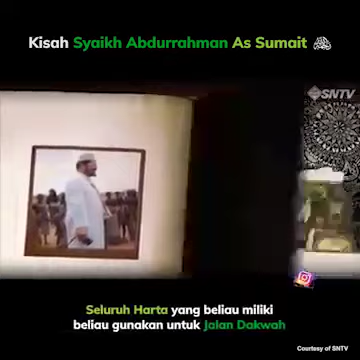 Kisah Syaikh Abdurrahman As Sumait
SNTV
Seluruh Harta yang beliau miliki
beliau gunakan untuk Jalan Dakwah
Courtesy of SNTV